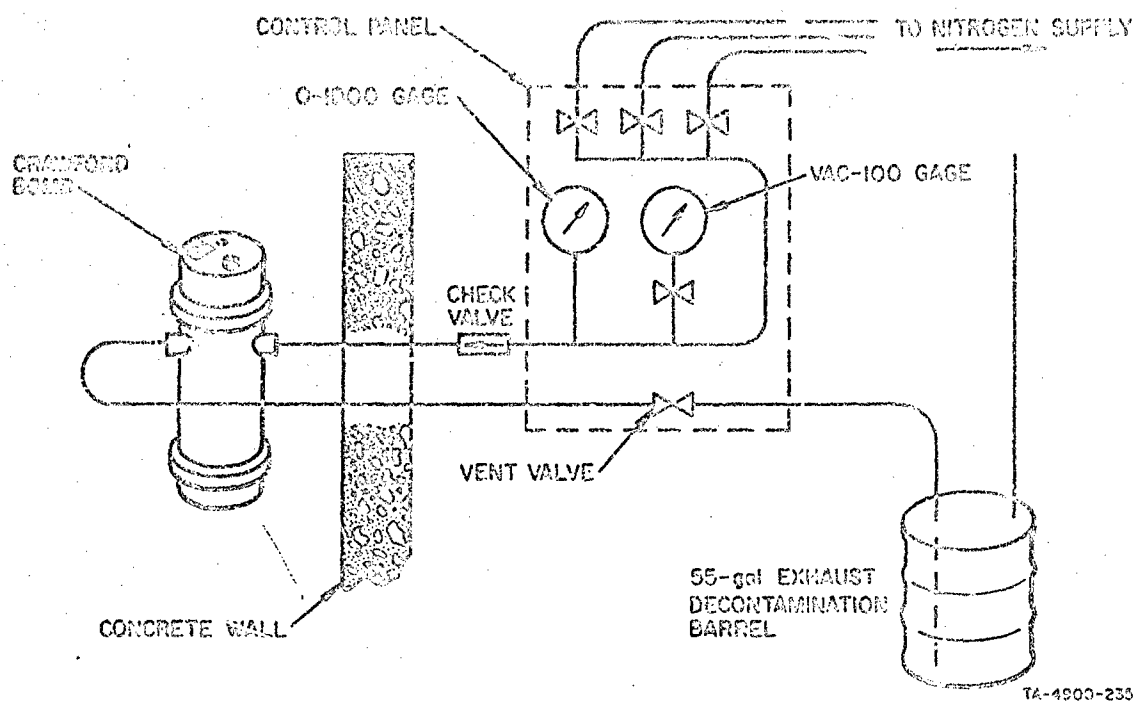 CONTROL PANEL
TO NITROGEN SUPPLY
0-1000 GAGE
CRAWFORD
BOMB
VAC-100 GAGE
CHECK
VALVE
VENT VALVE
55-gal EXHAUST
DECONTAMINATION
BARREL
CONCRETE WALL
TA-4900-235